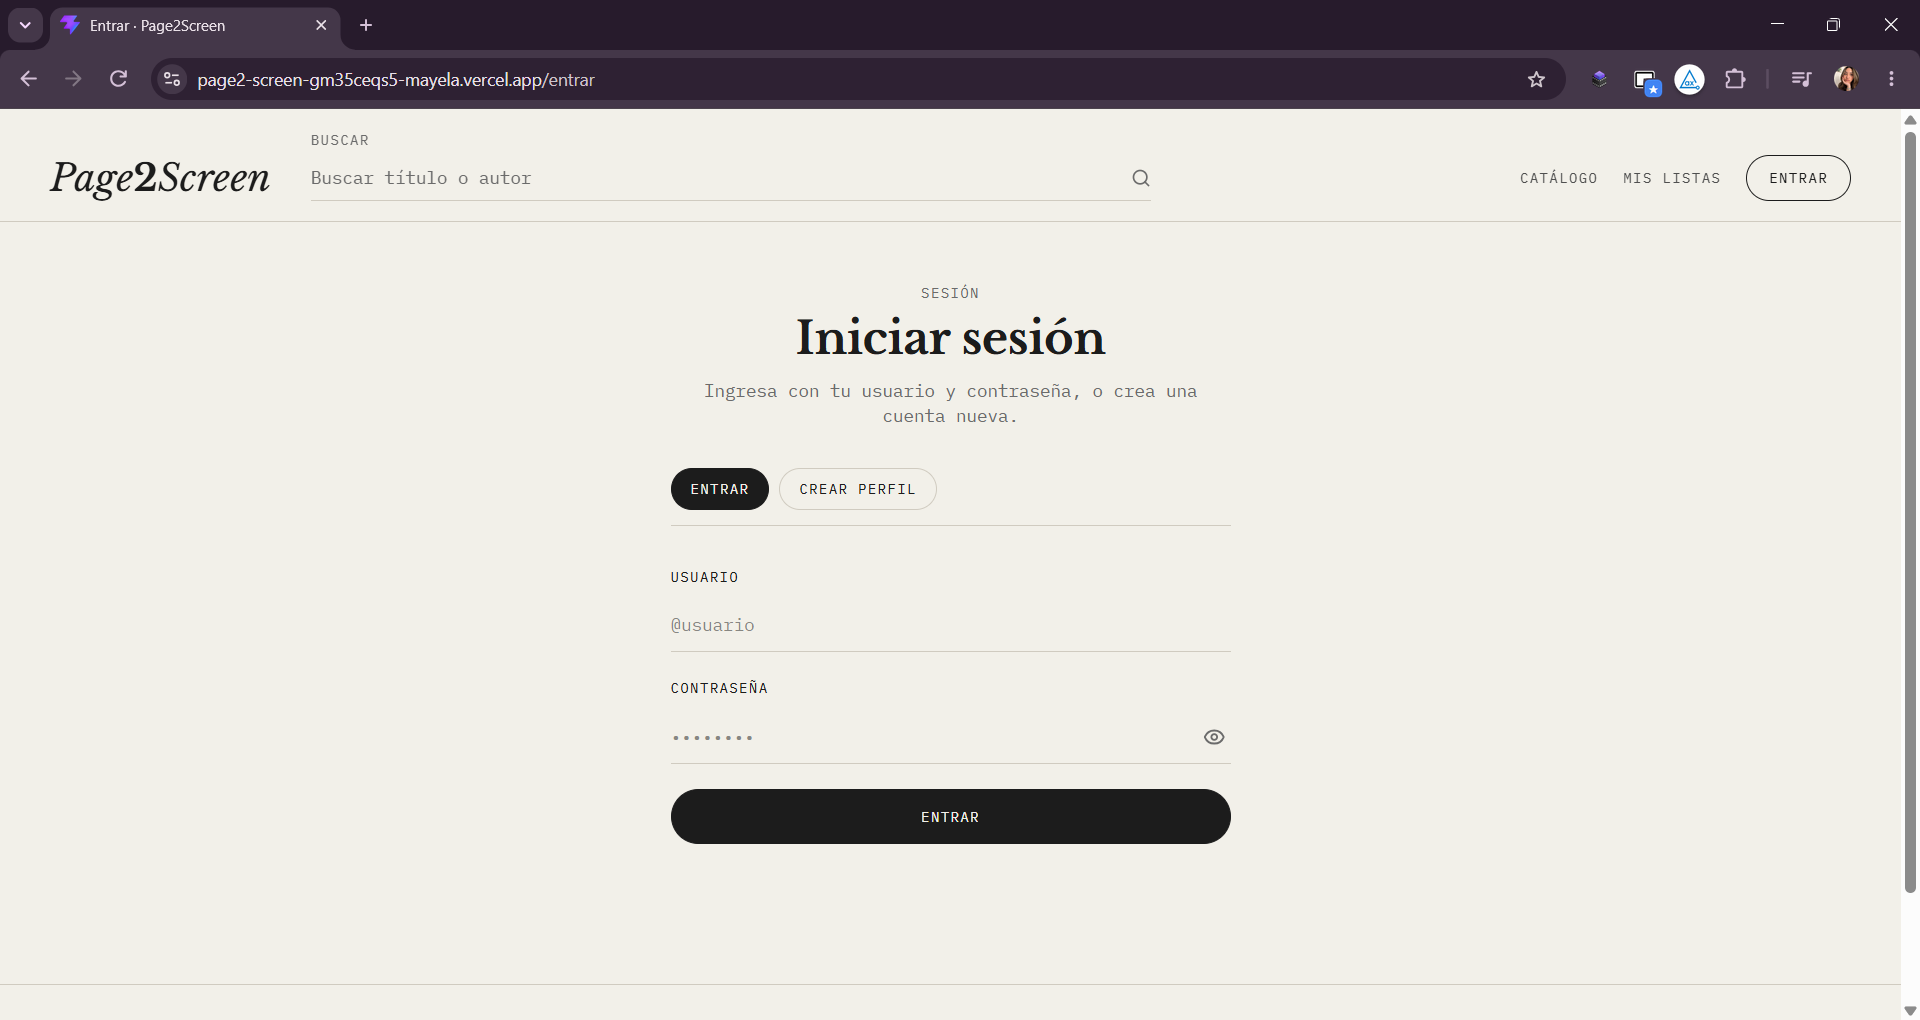 Entrar · Page2Screen
page2-screen-gm35ceqs5-mayela.vercel.app/entrar
BUSCAR
Page2Screen
Buscar título o autor
CATÁLOGO
MIS LISTAS
ENTRAR
SESIÓN
Iniciar sesión
Ingresa con tu usuario y contraseña, o crea una
cuenta nueva.
ENTRAR
CREAR PERFIL
USUARIO
@usuario
CONTRASEÑA
••••••••
ENTRAR